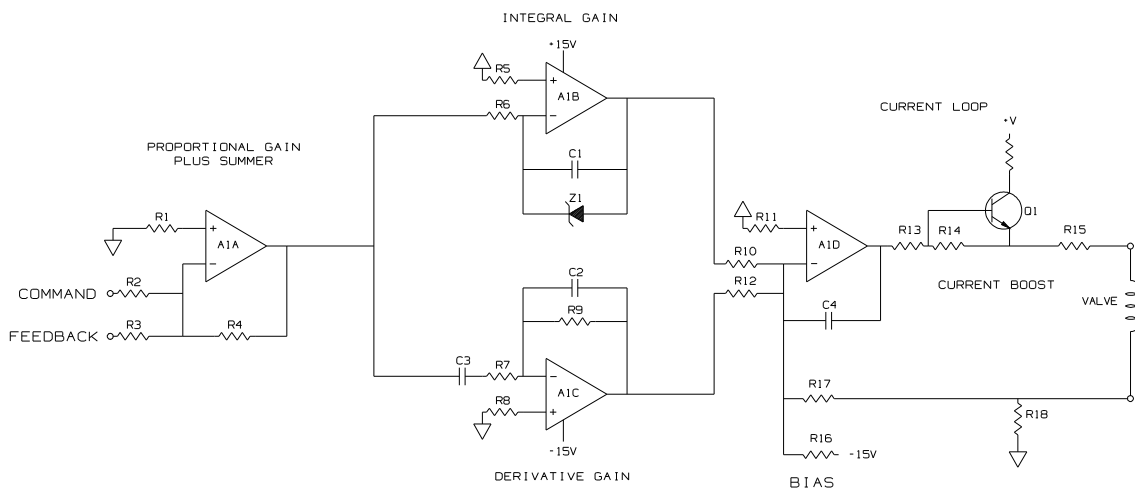 INTEGRAL GAIN
+15V
R5
+
A1B
R6
−
CURRENT LOOP
+V
C1
PROPORTIONAL GAIN
PLUS SUMMER
Z1
Q1
R1
+
A1A
−
R11
+
A1D
−
R13
R14
R15
R10
R2
COMMAND
C2
R12
CURRENT BOOST
R9
C4
VALVE
R3
FEEDBACK
R4
C3
R7
−
A1C
R17
R8
+
R18
R16
-15V
-15V
DERIVATIVE GAIN
BIAS